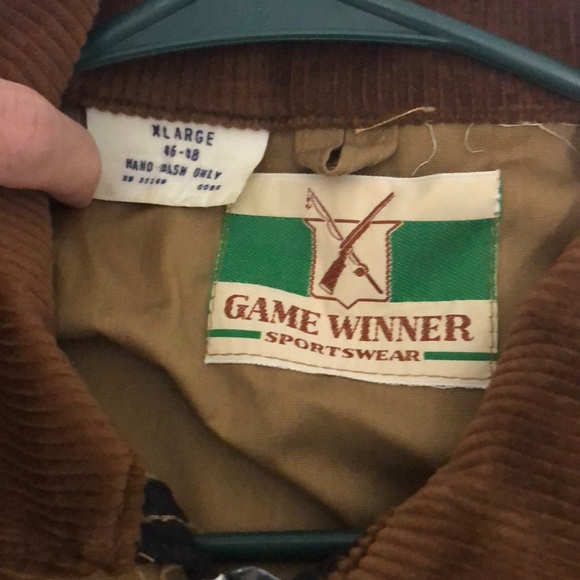 XLARGE
46-48
HAND WASH ONLY
GAME WINNER
SPORTSWEAR